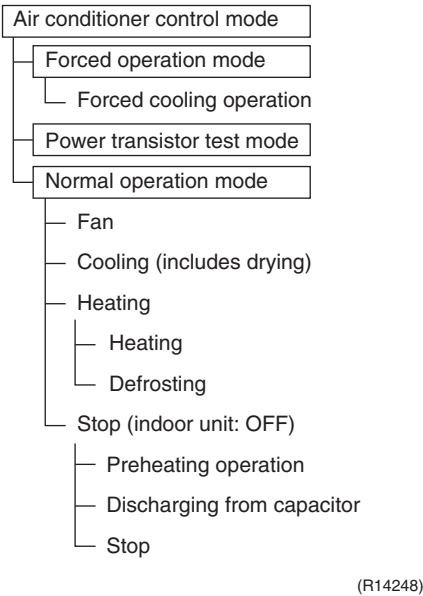 Air conditioner control mode
Forced operation mode
Forced cooling operation
Power transistor test mode
Normal operation mode
Fan
Cooling (includes drying)
Heating
Heating
Defrosting
Stop (indoor unit: OFF)
Preheating operation
Discharging from capacitor
Stop
(R14248)